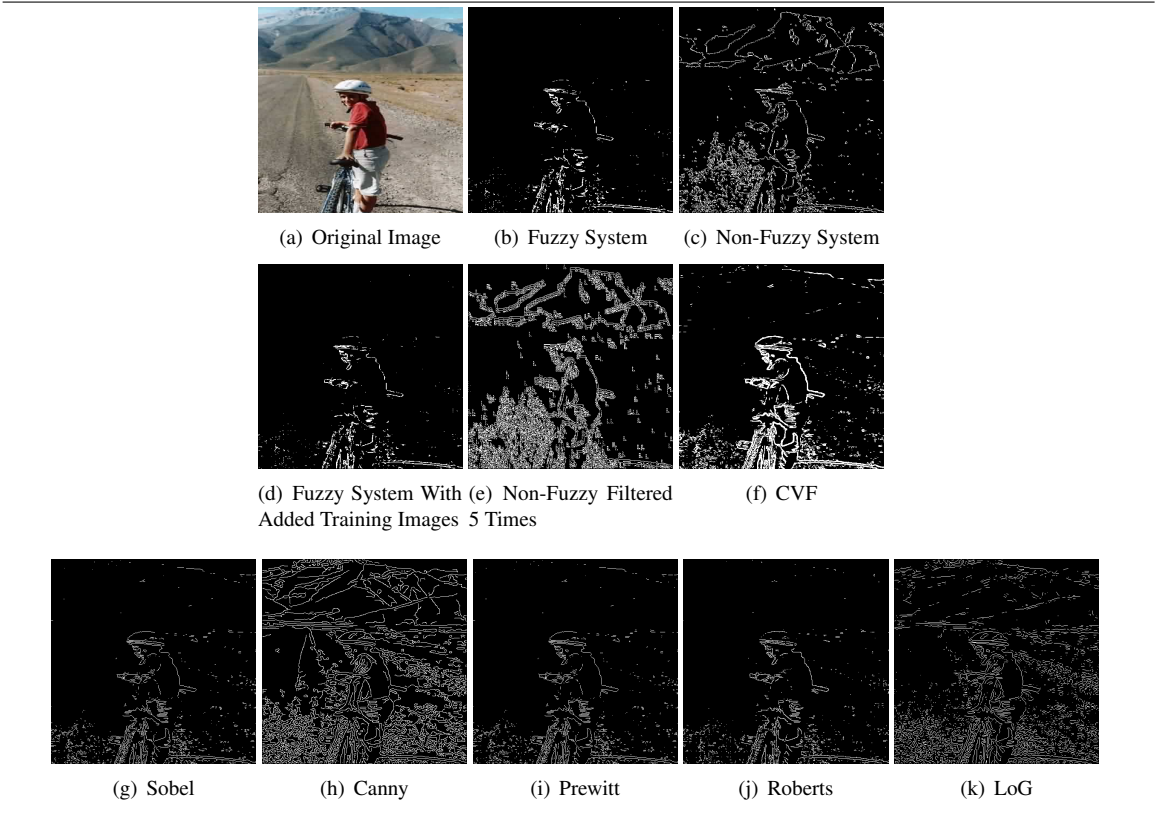 (a) Original Image
(b) Fuzzy System
(c) Non-Fuzzy System
(d) Fuzzy System With
Added Training Images
(e) Non-Fuzzy Filtered
5 Times
(f) CVF
(g) Sobel
(h) Canny
(i) Prewitt
(j) Roberts
(k) LoG